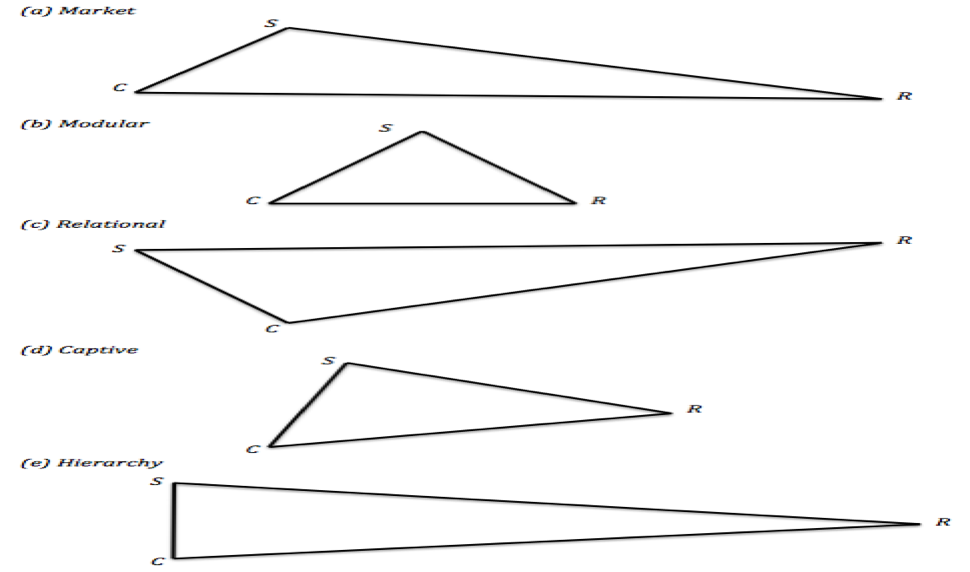 (a) Market
S
C
R
(b) Modular
S
C
R
(c) Relational
S
R
C
(d) Captive
S
R
C
(e) Hierarchy
S
R
C